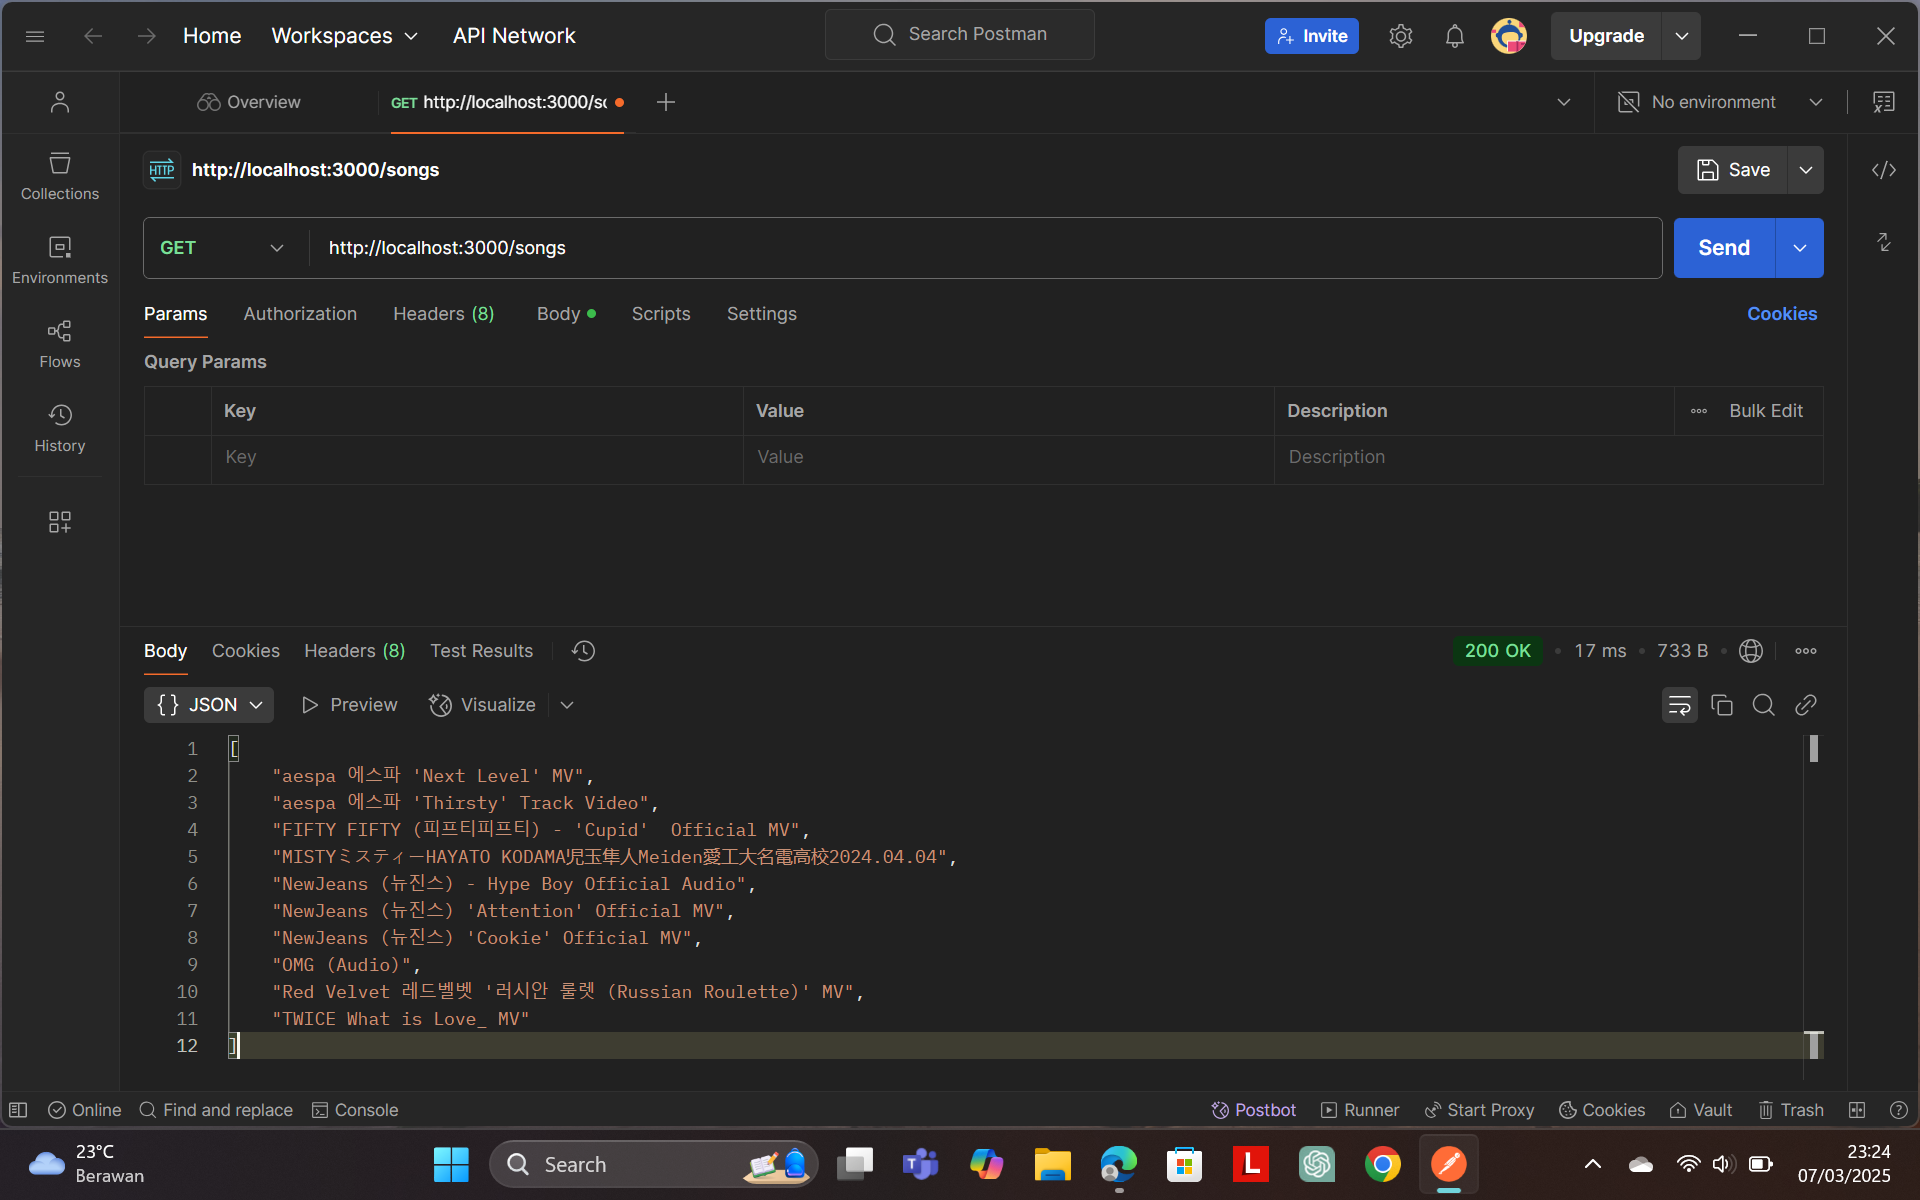 Home Workspaces API Network Search Postman Invite Upgrade
Overview GET http://localhost:3000/so No environment
HTTP http://localhost:3000/songs Save
Collections
GET http://localhost:3000/songs Send
Environments
Params Authorization Headers (8) Body Scripts Settings Cookies
Flows
Query Params
Key Value Description Bulk Edit
History
Key Value Description
Body Cookies Headers (8) Test Results 200 OK 17 ms 733 B
{} JSON Preview Visualize
1 [
2 "aespa 에스파 'Next Level' MV",
3 "aespa 에스파 'Thirsty' Track Video",
4 "FIFTY FIFTY (피프티피프티) - 'Cupid'  Official MV",
5 "MISTYミスティーHAYATO KODAMA児玉隼人Meiden愛工大名電高校2024.04.04",
6 "NewJeans (뉴진스) - Hype Boy Official Audio",
7 "NewJeans (뉴진스) 'Attention' Official MV",
8 "NewJeans (뉴진스) 'Cookie' Official MV",
9 "OMG (Audio)",
10 "Red Velvet 레드벨벳 '러시안 룰렛 (Russian Roulette)' MV",
11 "TWICE What is Love_ MV"
12 ]
Online Find and replace Console Postbot Runner Start Proxy Cookies Vault Trash
23°C
Berawan
Search
23:24
07/03/2025